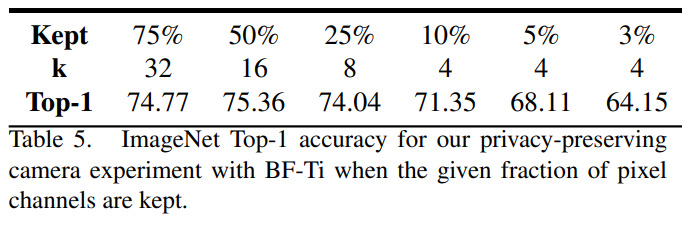 Kept 75% 50% 25% 10% 5% 3%
k 32 16 8 4 4 4
Top-1 74.77 75.36 74.04 71.35 68.11 64.15
Table 5. ImageNet Top-1 accuracy for our privacy-preserving
camera experiment with BF-Ti when the given fraction of pixel
channels are kept.